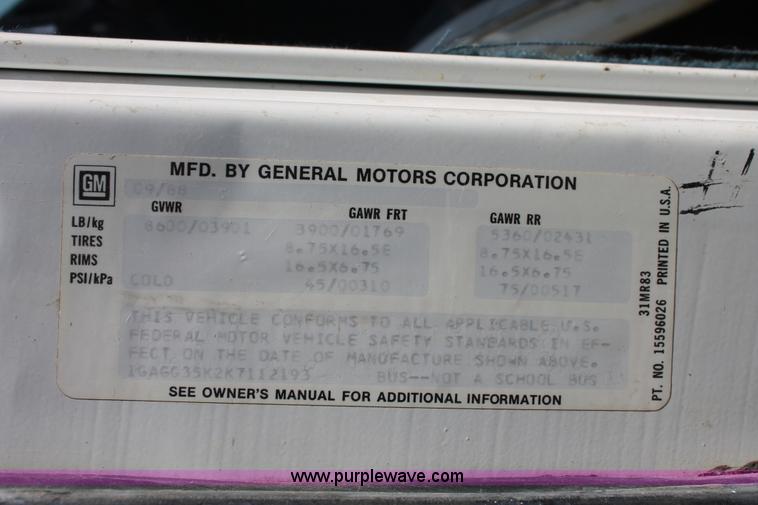 GM
MFD. BY GENERAL MOTORS CORPORATION
09/88
GVWR GAWR FRT GAWR RR
LB/kg 8600/03901 3900/01769 5360/02431
TIRES 8.75X16.5E 8.75X16.5E
RIMS 16.5X6.75 16.5X6.75
PSI/kPa COLD 45/00310 75/00517
THIS VEHICLE CONFORMS TO ALL APPLICABLE U.S.
FEDERAL MOTOR VEHICLE SAFETY STANDARDS IN EF-
FECT ON THE DATE OF MANUFACTURE SHOWN ABOVE.
1GAGG35K2K7112193 BUS--NOT A SCHOOL BUS
SEE OWNER'S MANUAL FOR ADDITIONAL INFORMATION
31MR83
PT. NO. 15596026 PRINTED IN U.S.A.
www.purplewave.com